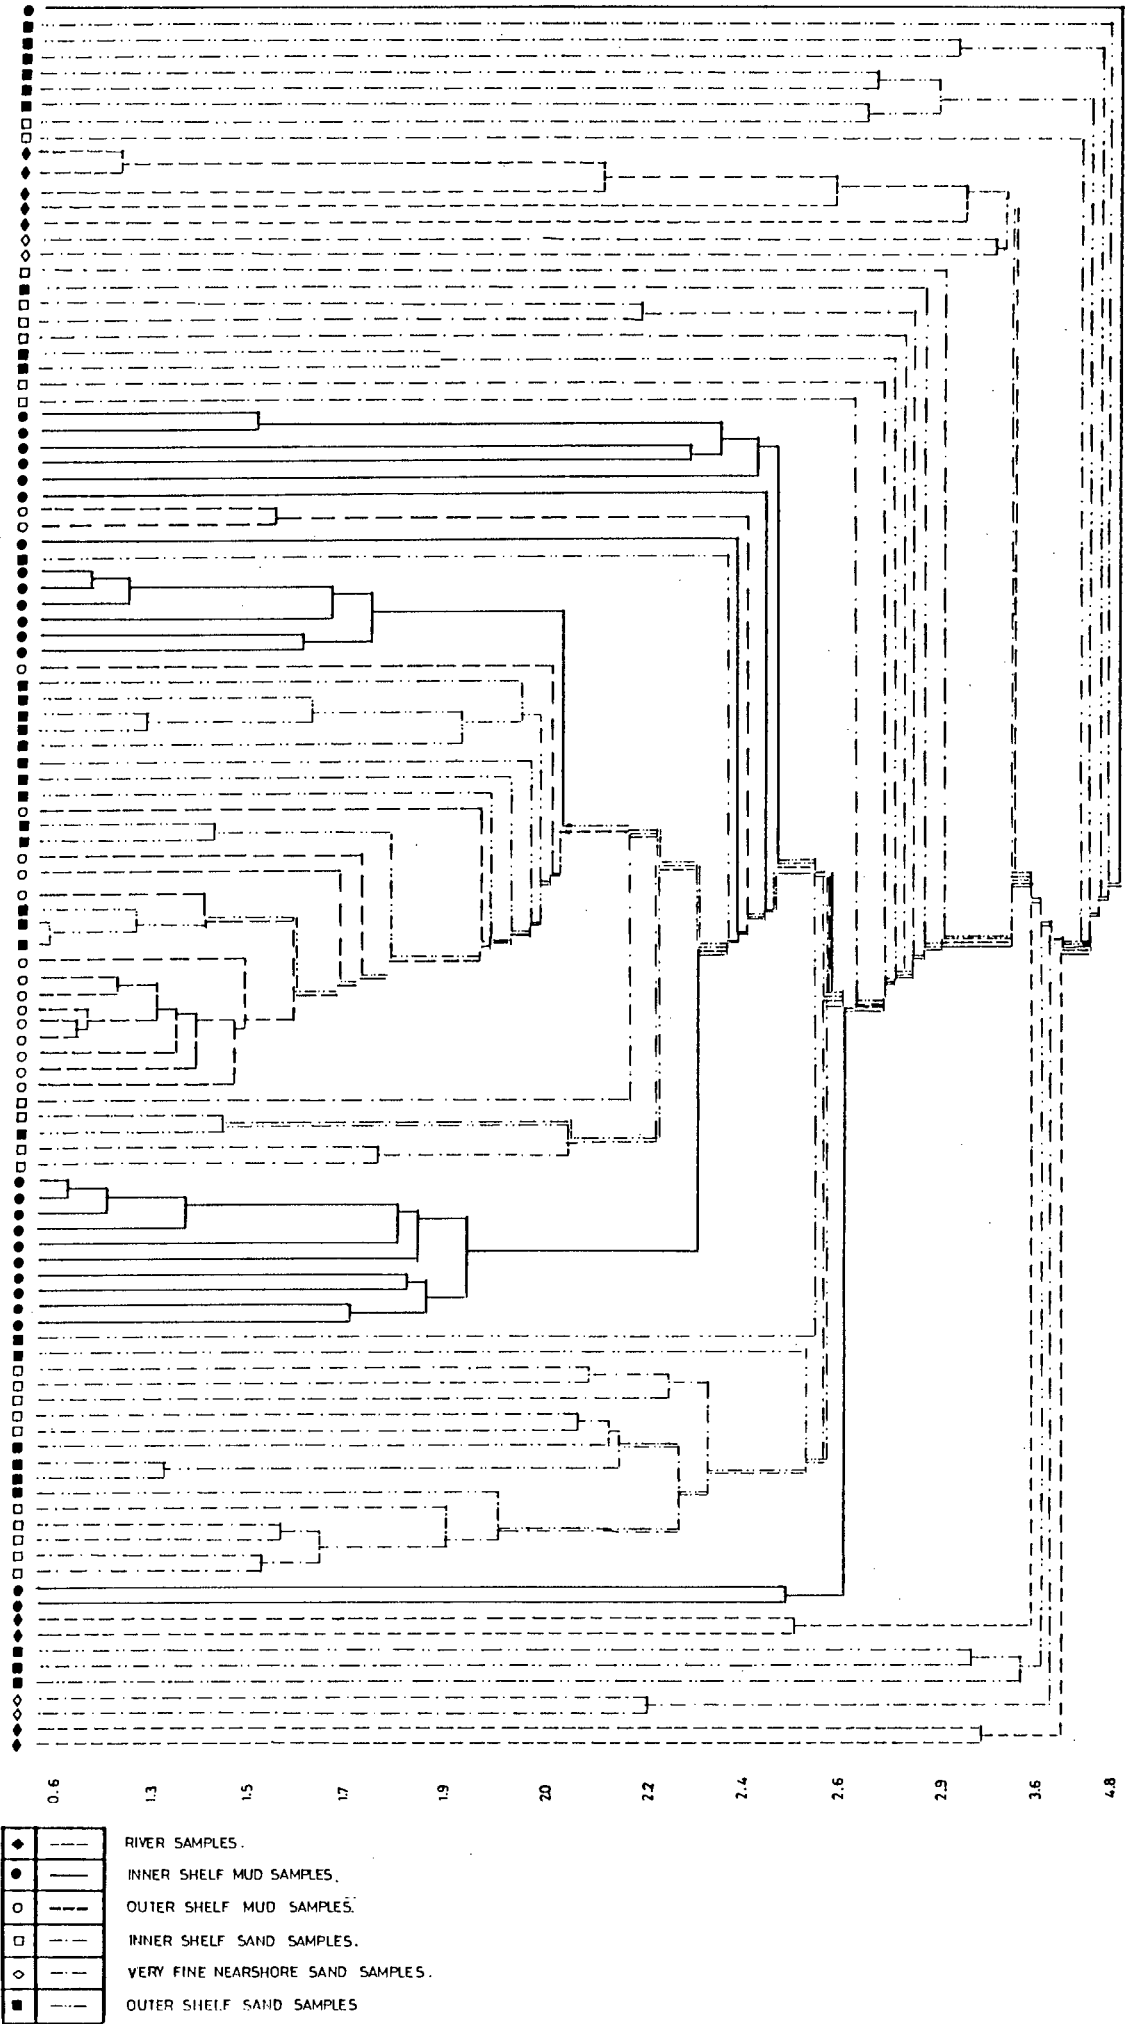 0.6 1.3 1.5 1.7 1.9 2.0 2.2 2.4 2.6 2.9 3.6 4.8
RIVER SAMPLES.
INNER SHELF MUD SAMPLES.
OUTER SHELF MUD SAMPLES.
INNER SHELF SAND SAMPLES.
VERY FINE NEARSHORE SAND SAMPLES.
OUTER SHELF SAND SAMPLES